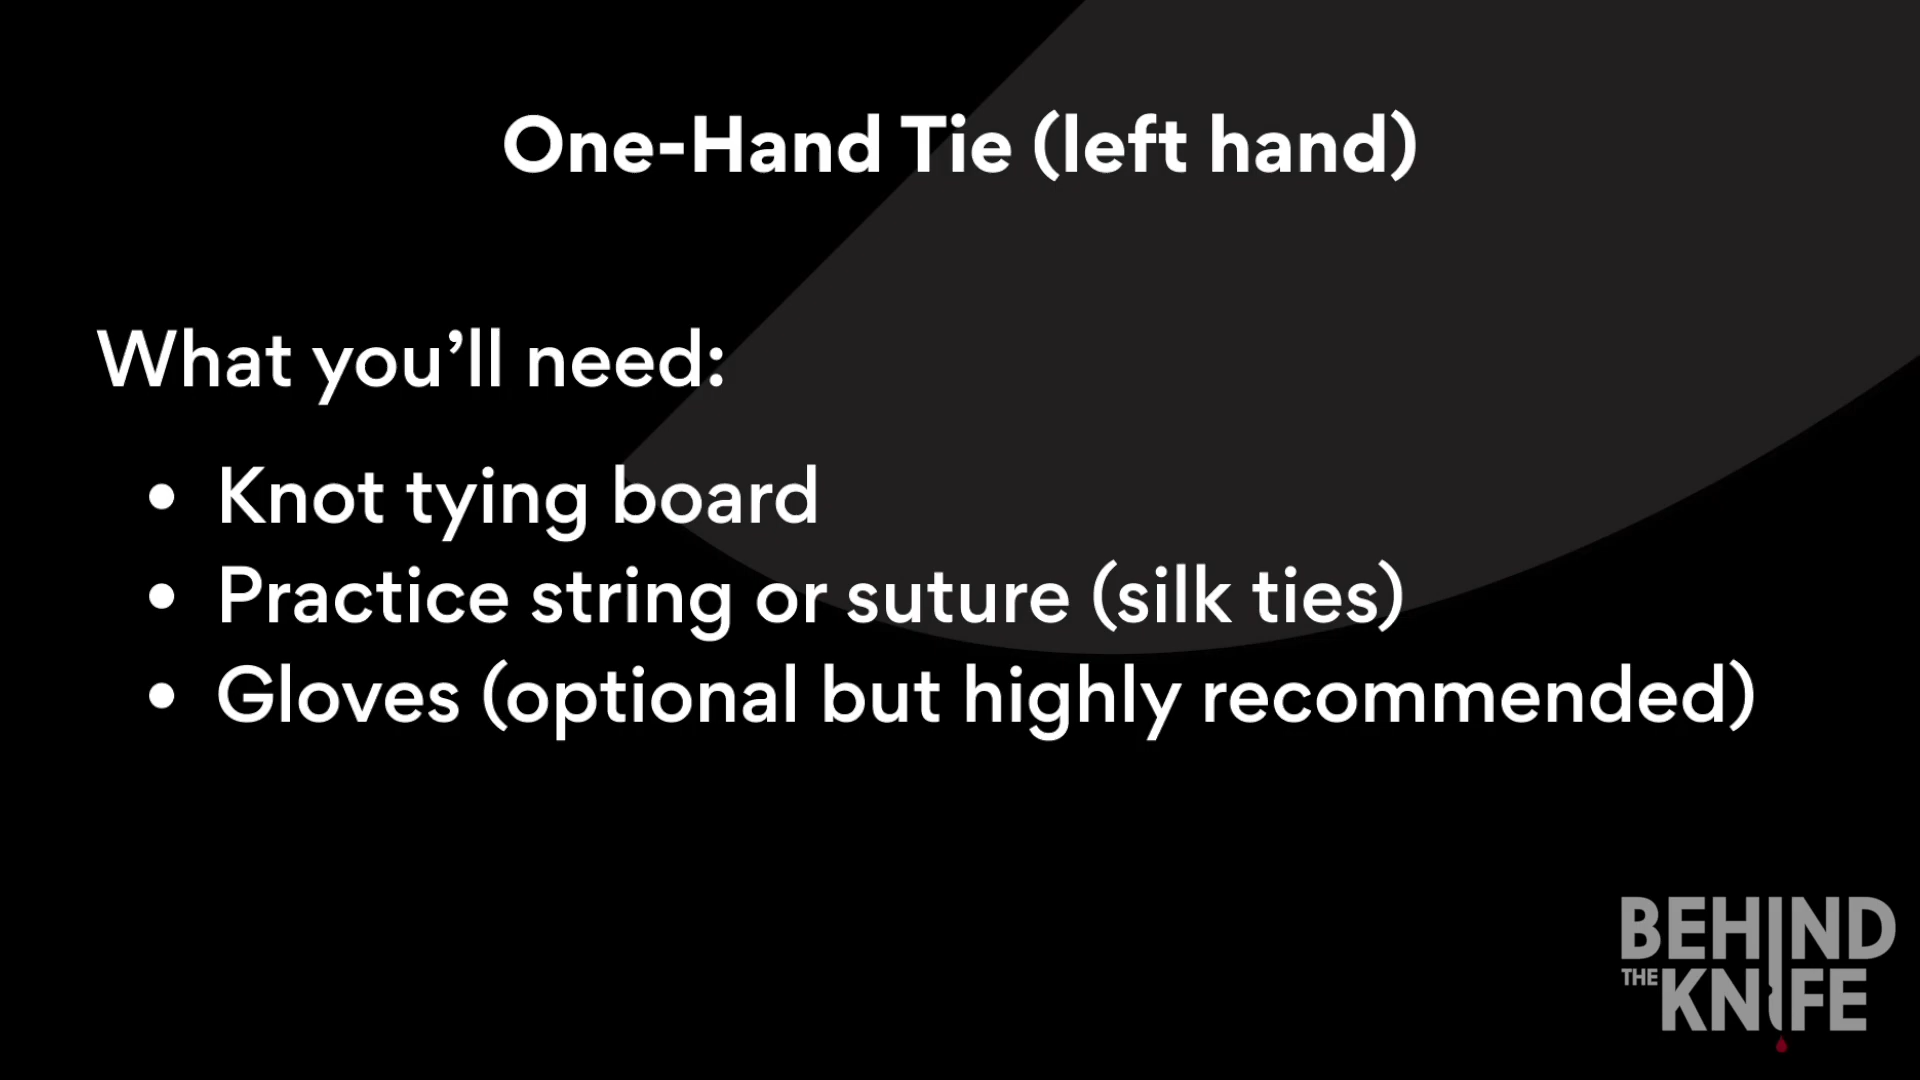 One-Hand Tie (left hand)
What you’ll need:
• Knot tying board
• Practice string or suture (silk ties)
• Gloves (optional but highly recommended)
BEHIND
THE KNIFE